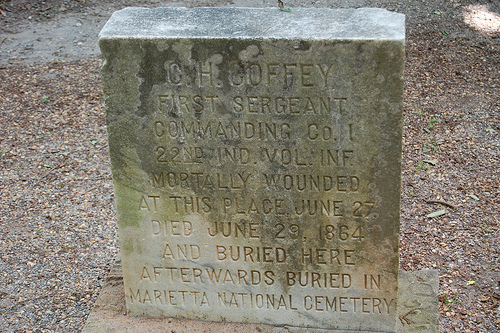 C. H. COFFEY
FIRST SERGEANT
COMMANDING CO. I
22ND IND. VOL. INF.
MORTALLY WOUNDED
AT THIS PLACE JUNE 27,
DIED JUNE 29, 1864
AND BURIED HERE
AFTERWARDS BURIED IN
MARIETTA NATIONAL CEMETERY